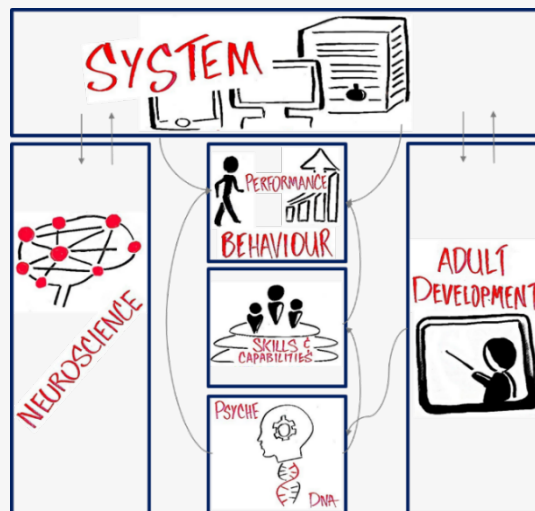 SYSTEM
PERFORMANCE
BEHAVIOUR
NEUROSCIENCE
SKILLS &
CAPABILITIES
ADULT
DEVELOPMENT
PSYCHE
DNA